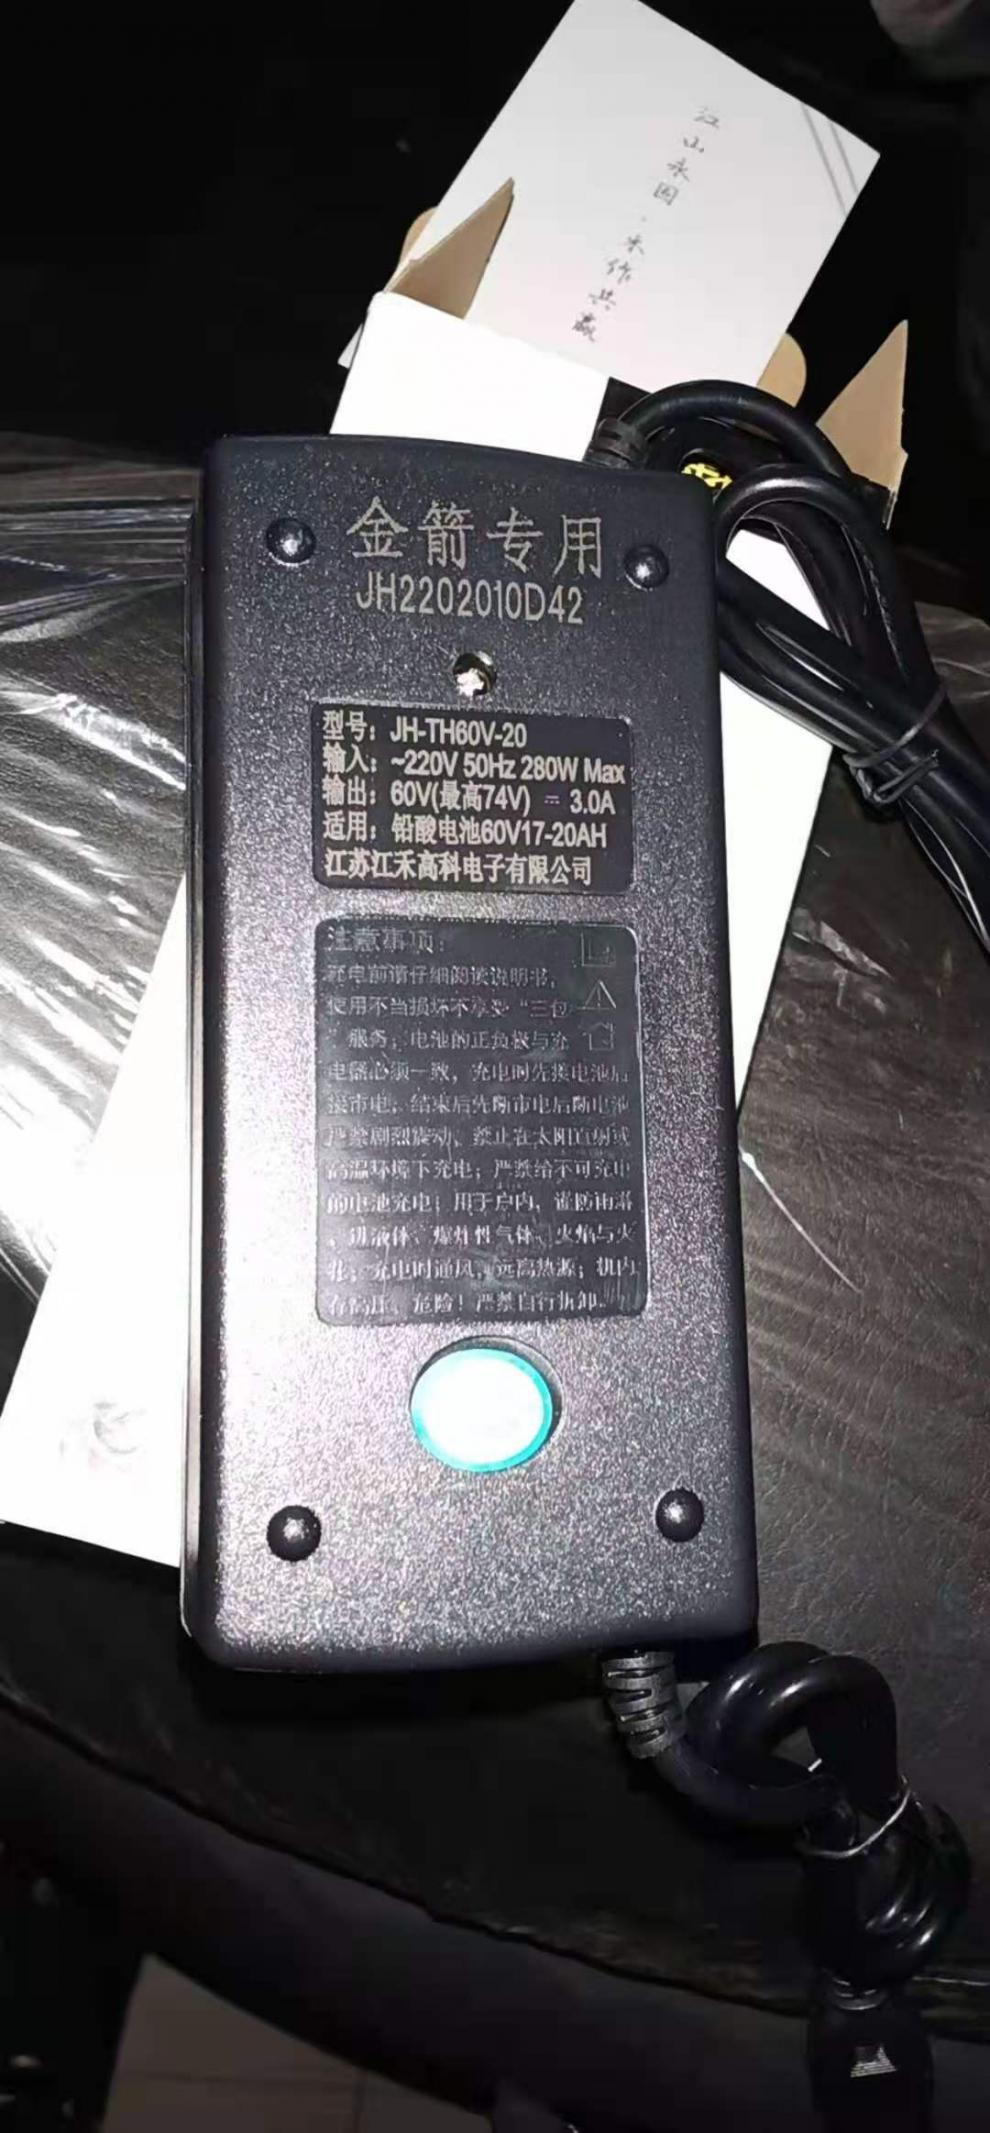 江山永固·禾作共赢
金箭专用
JH2202010D42
型号：JH-TH60V-20
输入：~220V 50Hz 280W Max
输出：60V(最高74V) ⎓ 3.0A
适用：铅酸电池60V17-20AH
江苏江禾高科电子有限公司
注意事项：
充电前请仔细阅读说明书，
使用不当损坏不享受“三包
”服务；电池的正负极与充
电器必须一致，充电时先接电池后
接市电，结束后先断市电后断电池
严禁剧烈震动，禁止在太阳直射或
高温环境下充电；严禁给不可充电
的电池充电；用于户内，谨防雨淋
、进液体、爆炸性气体、火焰与火
花；充电时通风，远离热源；机内
存高压，危险！严禁自行拆卸。